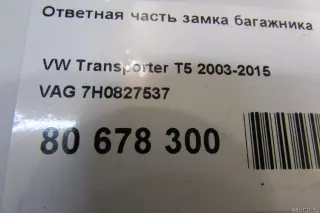 Ответная часть замка багажника
VW Transporter T5 2003-2015
VAG 7H0827537
80 678 300